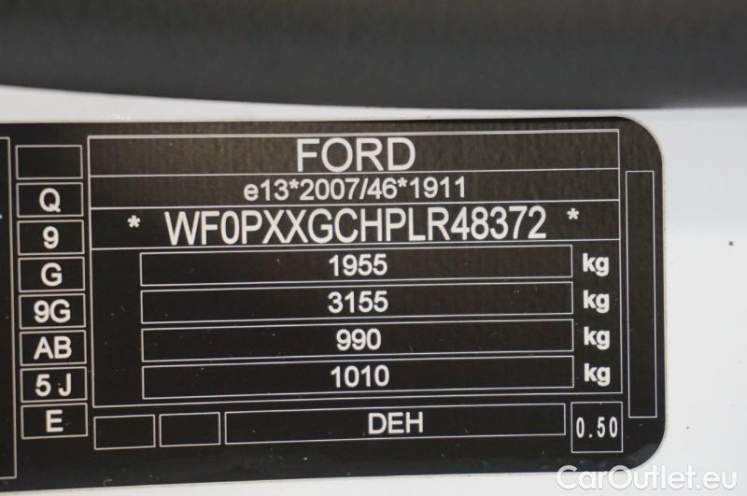 FORD
Q e13*2007/46*1911
9 * WF0PXXGCHPLR48372 *
G 1955 kg
9G 3155 kg
AB 990 kg
5 J 1010 kg
E DEH 0.50
CarOutlet.eu